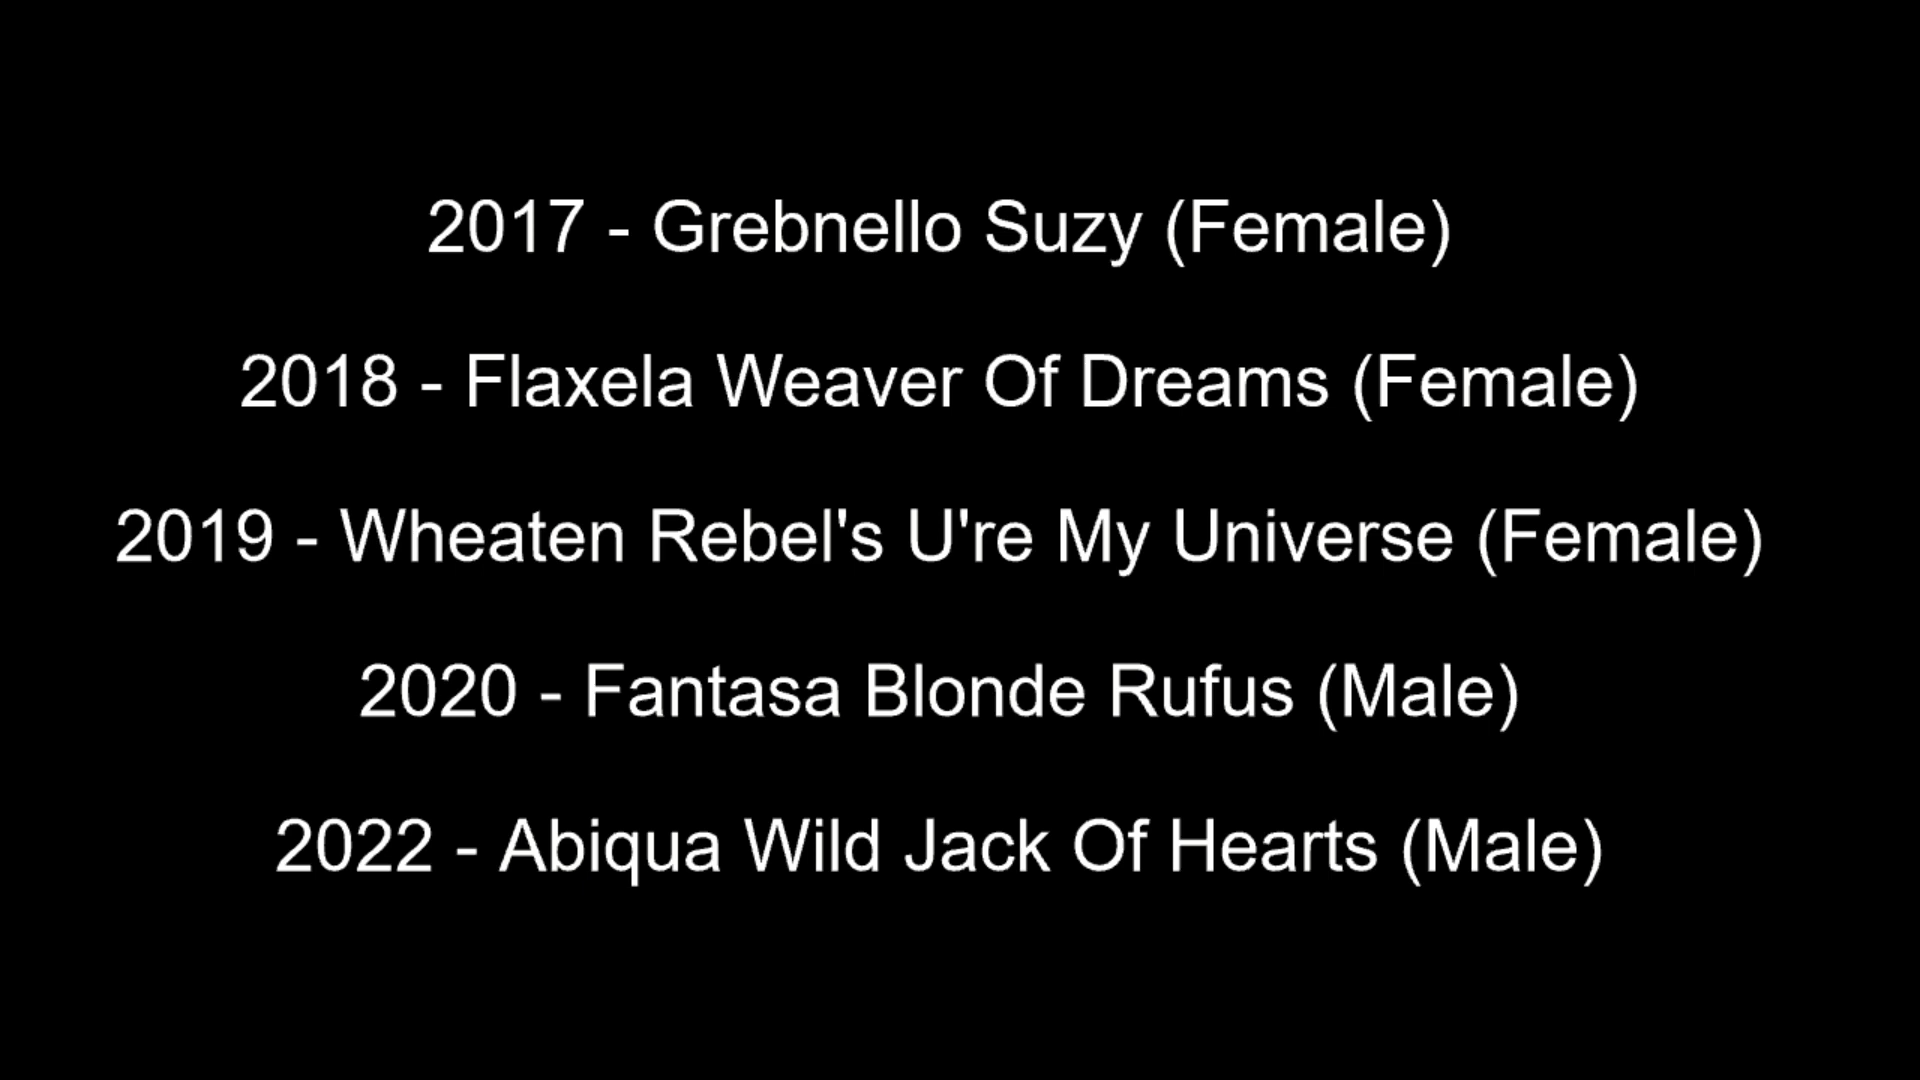 2017 - Grebnello Suzy (Female)
2018 - Flaxela Weaver Of Dreams (Female)
2019 - Wheaten Rebel's U're My Universe (Female)
2020 - Fantasa Blonde Rufus (Male)
2022 - Abiqua Wild Jack Of Hearts (Male)